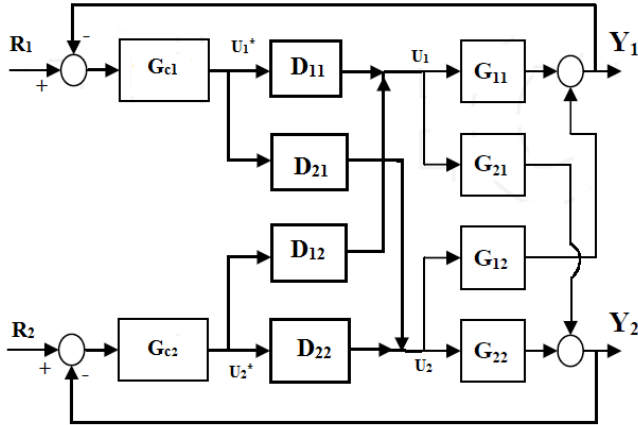 R1 - Gc1 U1* D11 U1 G11 Y1
+
D21 G21
D12 G12
R2 Gc2 D22 G22 Y2
+ - U2* U2